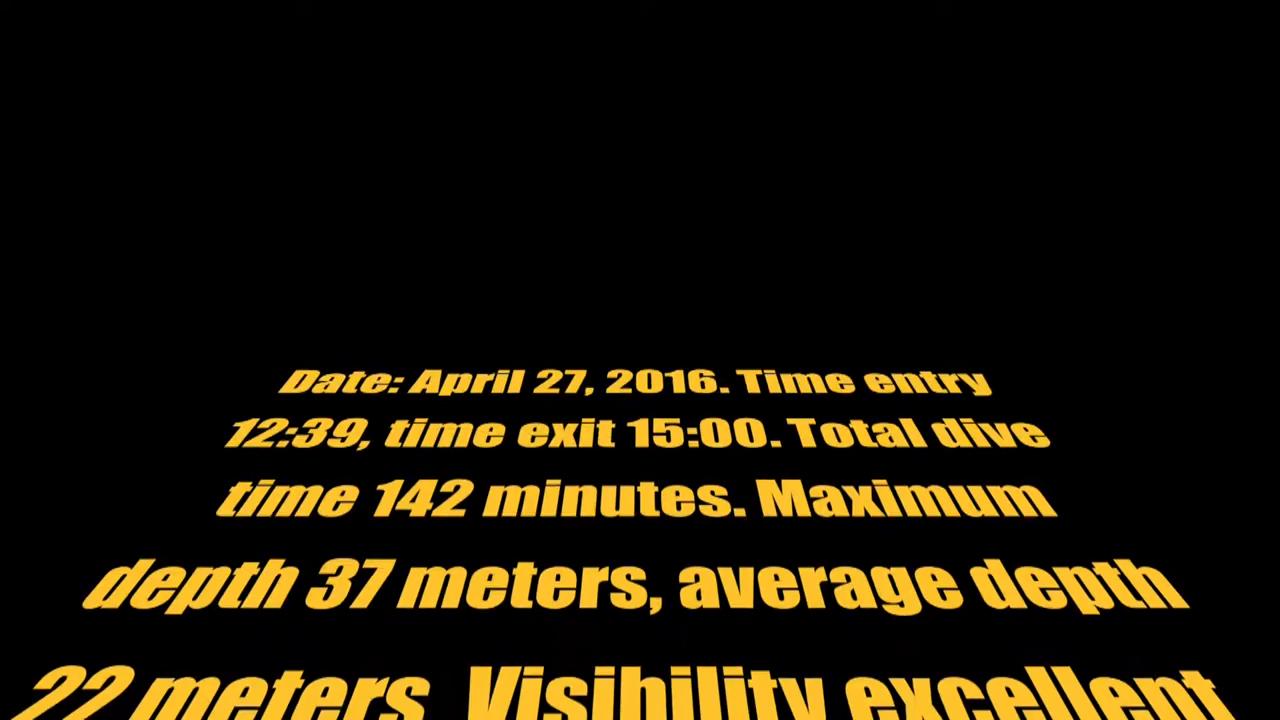 Date: April 27, 2016. Time entry
12:39, time exit 15:00. Total dive
time 142 minutes. Maximum
depth 37 meters, average depth
22 meters. Visibility excellent